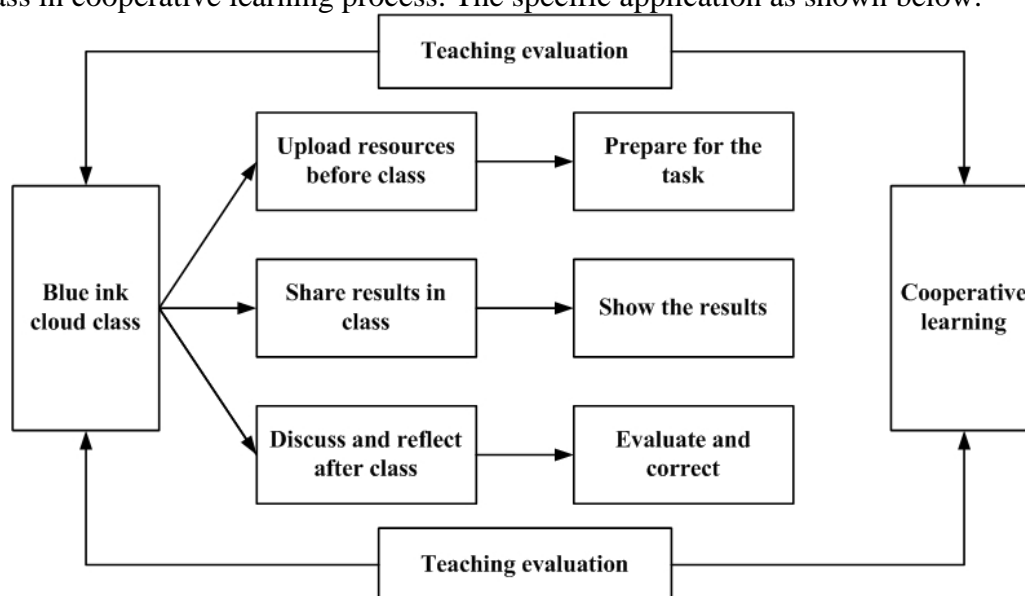 ass in cooperative learning process. The specific application as shown below.
Teaching evaluation
Upload resources
before class
Prepare for the
task
Blue ink
cloud class
Share results in
class
Show the results
Cooperative
learning
Discuss and reflect
after class
Evaluate and
correct
Teaching evaluation